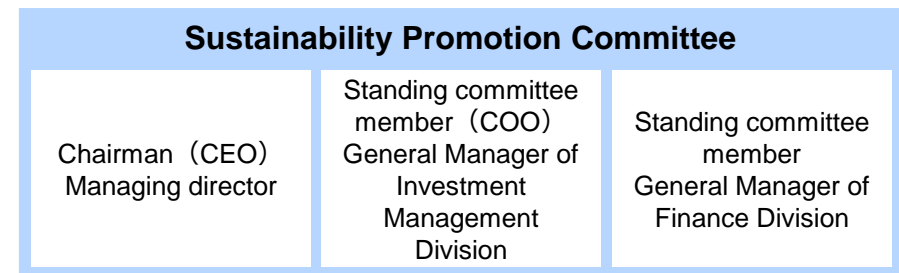 Sustainability Promotion Committee
Chairman（CEO）
Managing director
Standing committee
member（COO）
General Manager of
Investment
Management
Division
Standing committee
member
General Manager of
Finance Division